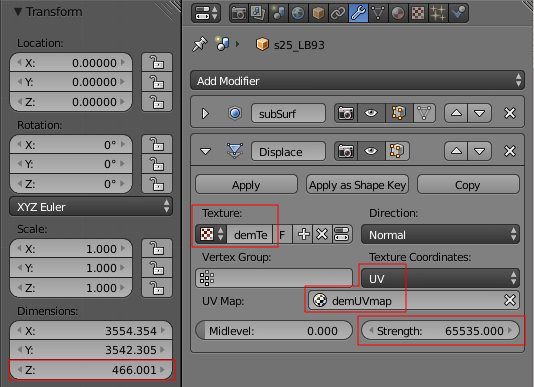 Transform
Location:
X: 0.00000
Y: 0.00000
Z: 0.00000
Rotation:
X: 0°
Y: 0°
Z: 0°
XYZ Euler
Scale:
X: 1.000
Y: 1.000
Z: 1.000
Dimensions:
X: 3554.354
Y: 3542.305
Z: 466.001
s25_LB93
Add Modifier
subSurf
Displace
Apply
Apply as Shape Key
Copy
Texture:
Direction:
demTe F
Normal
Vertex Group:
Texture Coordinates:
UV
UV Map:
demUVmap
Midlevel: 0.000
Strength: 65535.000